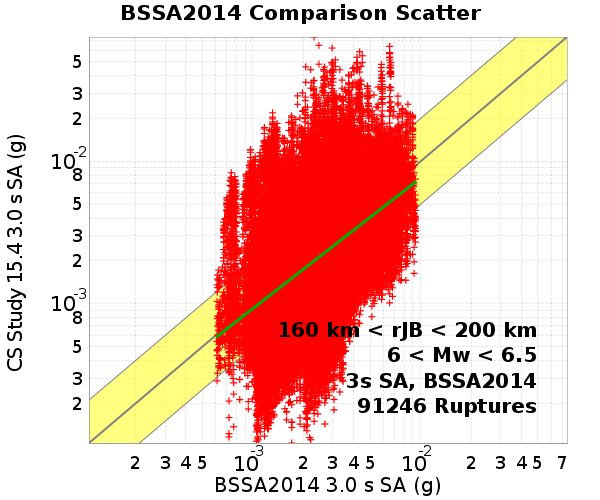 BSSA2014 Comparison Scatter
CS Study 15.4 3.0 s SA (g)
5
3
2
10-2
8
5
3
2
10-3
8
5
3
2
160 km < rJB < 200 km
6 < Mw < 6.5
3s SA, BSSA2014
91246 Ruptures
2 3 4 5 10-3 2 3 4 5 10-2 2 3 4 5 7
BSSA2014 3.0 s SA (g)